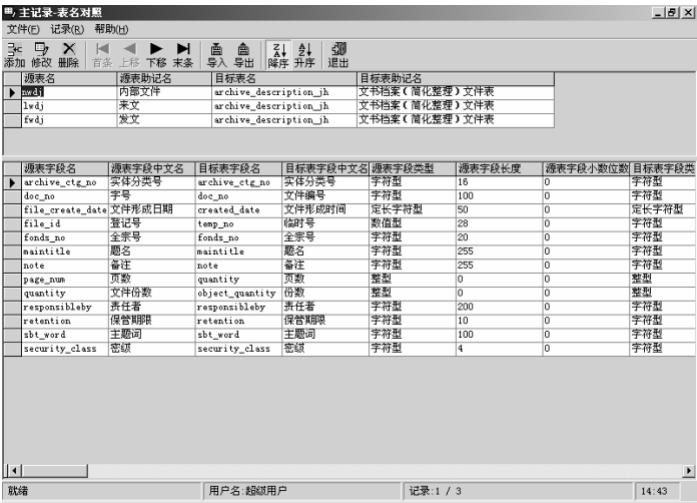 主记录-表名对照
文件(F) 记录(R) 帮助(H)
添加 修改 删除 首条 上移 下移 末条 导入 导出 降序 升序 退出
源表名 源表助记名 目标表名 目标表助记名
nwdj 内部文件 archive_description_jh 文书档案(简化整理)文件表
lwdj 来文 archive_description_jh 文书档案(简化整理)文件表
fwdj 发文 archive_description_jh 文书档案(简化整理)文件表
源表字段名 源表字段中文名 目标表字段名 目标表字段中文名 源表字段类型 源表字段长度 源表字段小数位数 目标表字段类
archive_ctg_no 实体分类号 archive_ctg_no 实体分类号 字符型 16 0 字符型
doc_no 字号 doc_no 文件编号 字符型 100 0 字符型
file_create_date 文件形成日期 created_date 文件形成时间 定长字符型 50 0 定长字符型
file_id 登记号 temp_no 临时号 数值型 28 0 字符型
fonds_no 全宗号 fonds_no 全宗号 字符型 20 0 字符型
maintitle 题名 maintitle 题名 字符型 255 0 字符型
note 备注 note 备注 字符型 255 0 字符型
page_num 页数 quantity 页数 整型 0 0 整型
quantity 文件份数 object_quantity 份数 整型 0 0 整型
responsibleby 责任者 responsibleby 责任者 字符型 200 0 字符型
retention 保管期限 retention 保管期限 字符型 10 0 字符型
sbt_word 主题词 sbt_word 主题词 字符型 100 0 字符型
security_class 密级 security_class 密级 字符型 4 0 字符型
就绪 用户名:超级用户 记录:1 / 3 14:43